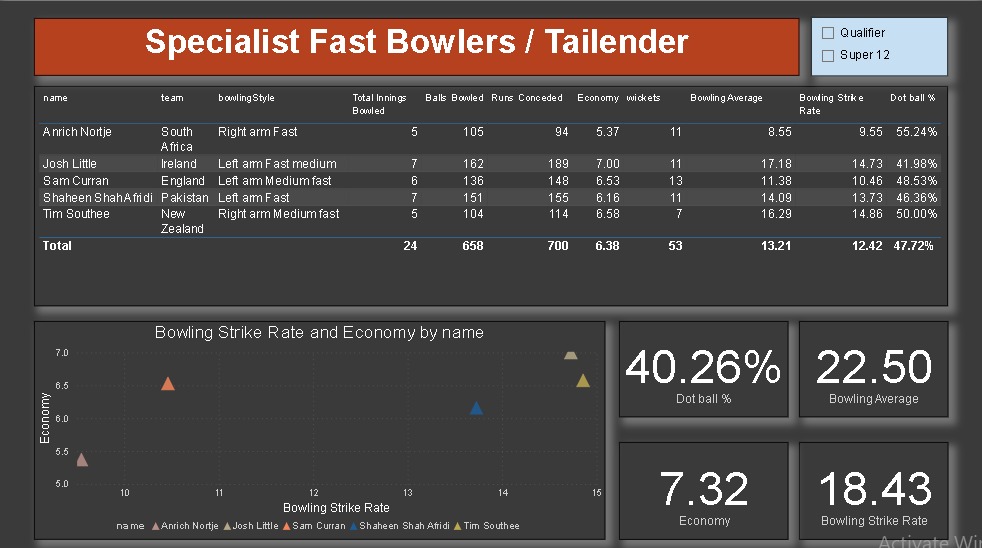 Specialist Fast Bowlers / Tailender
Qualifier
Super 12
name team bowlingStyle Total Innings Balls Bowled Runs Conceded Economy wickets Bowling Average Bowling Strike Dot ball %
Bowled Rate
Anrich Nortje South Right arm Fast 5 105 94 5.37 11 8.55 9.55 55.24%
Africa
Josh Little Ireland Left arm Fast medium 7 162 189 7.00 11 17.18 14.73 41.98%
Sam Curran England Left arm Medium fast 6 136 148 6.53 13 11.38 10.46 48.53%
Shaheen Shah Afridi Pakistan Left arm Fast 7 151 155 6.16 11 14.09 13.73 46.36%
Tim Southee New Right arm Medium fast 5 104 114 6.58 7 16.29 14.86 50.00%
Zealand
Total 24 658 700 6.38 53 13.21 12.42 47.72%
Bowling Strike Rate and Economy by name
7.0
6.5
6.0
5.5
5.0
Economy
10 11 12 13 14 15
Bowling Strike Rate
name Anrich Nortje Josh Little Sam Curran Shaheen Shah Afridi Tim Southee
40.26%
Dot ball %
22.50
Bowling Average
7.32
Economy
18.43
Bowling Strike Rate
Activate Win